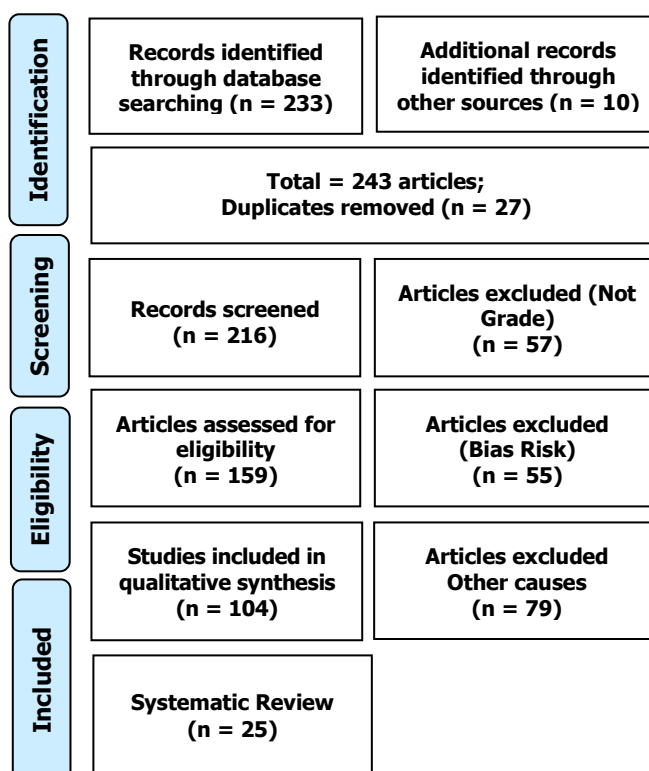 Identification
Records identified
through database
searching (n = 233)
Additional records
identified through
other sources (n = 10)
Total = 243 articles;
Duplicates removed (n = 27)
Screening
Records screened
(n = 216)
Articles excluded (Not
Grade)
(n = 57)
Eligibility
Articles assessed for
eligibility
(n = 159)
Articles excluded
(Bias Risk)
(n = 55)
Studies included in
qualitative synthesis
(n = 104)
Articles excluded
Other causes
(n = 79)
Included
Systematic Review
(n = 25)